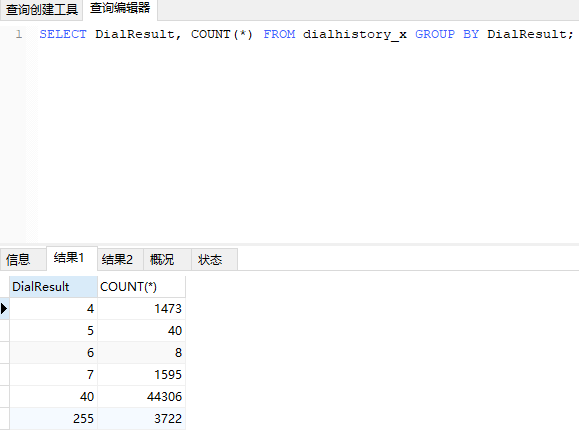 查询创建工具 查询编辑器
1 SELECT DialResult, COUNT(*) FROM dialhistory_x GROUP BY DialResult;
信息 结果1 结果2 概况 状态
DialResult COUNT(*)
4 1473
5 40
6 8
7 1595
40 44306
255 3722